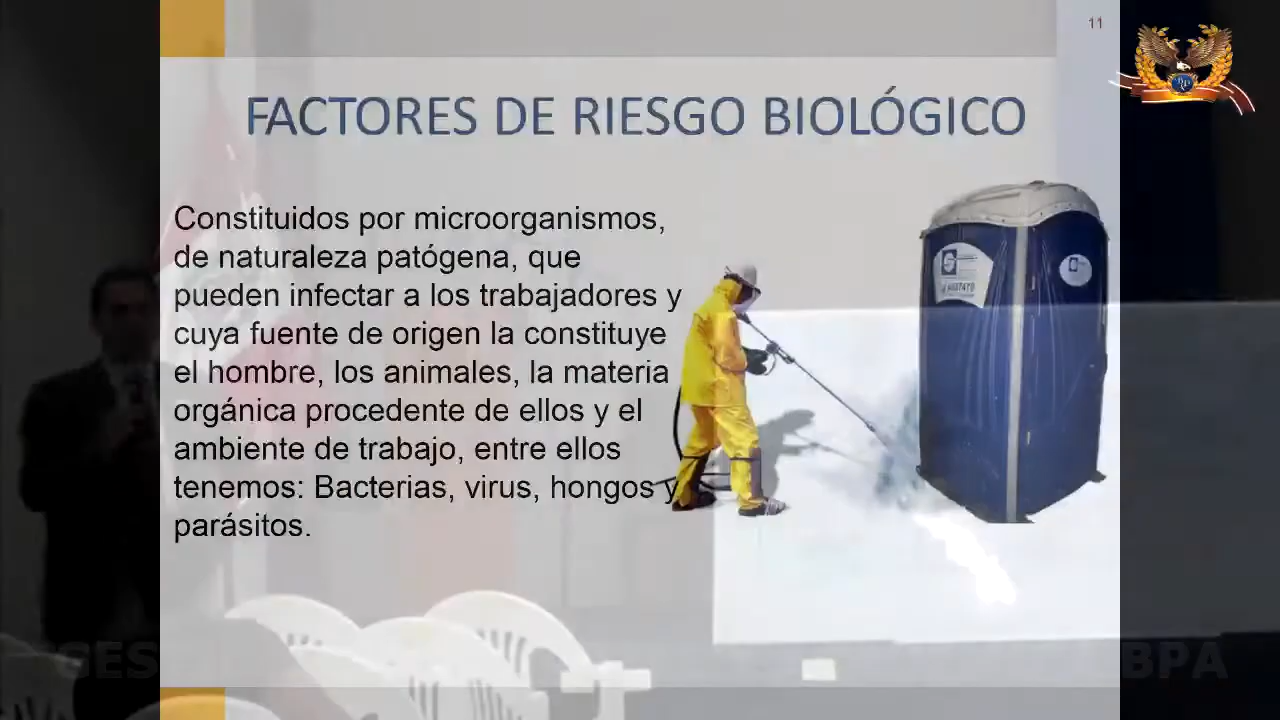 11
FACTORES DE RIESGO BIOLÓGICO
Constituidos por microorganismos,
de naturaleza patógena, que
pueden infectar a los trabajadores y
cuya fuente de origen la constituye
el hombre, los animales, la materia
orgánica procedente de ellos y el
ambiente de trabajo, entre ellos
tenemos: Bacterias, virus, hongos y
parásitos.
BPA